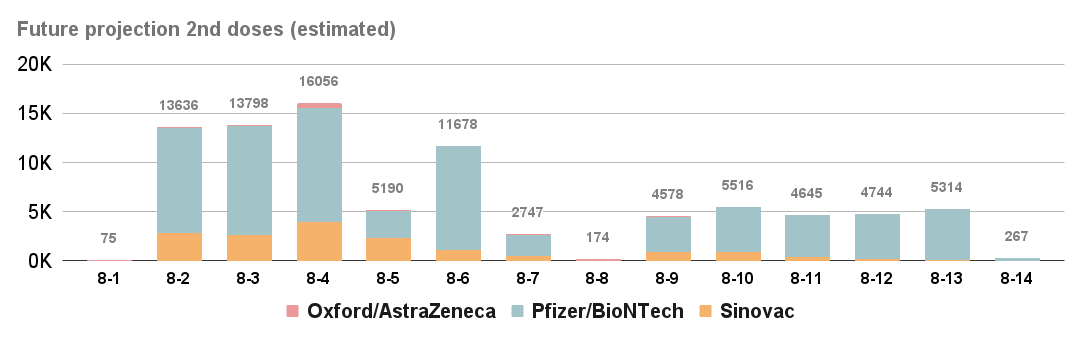 Future projection 2nd doses (estimated)
20K
15K
10K
5K
0K
75
13636
13798
16056
5190
11678
2747
174
4578
5516
4645
4744
5314
267
8-1 8-2 8-3 8-4 8-5 8-6 8-7 8-8 8-9 8-10 8-11 8-12 8-13 8-14
Oxford/AstraZeneca Pfizer/BioNTech Sinovac